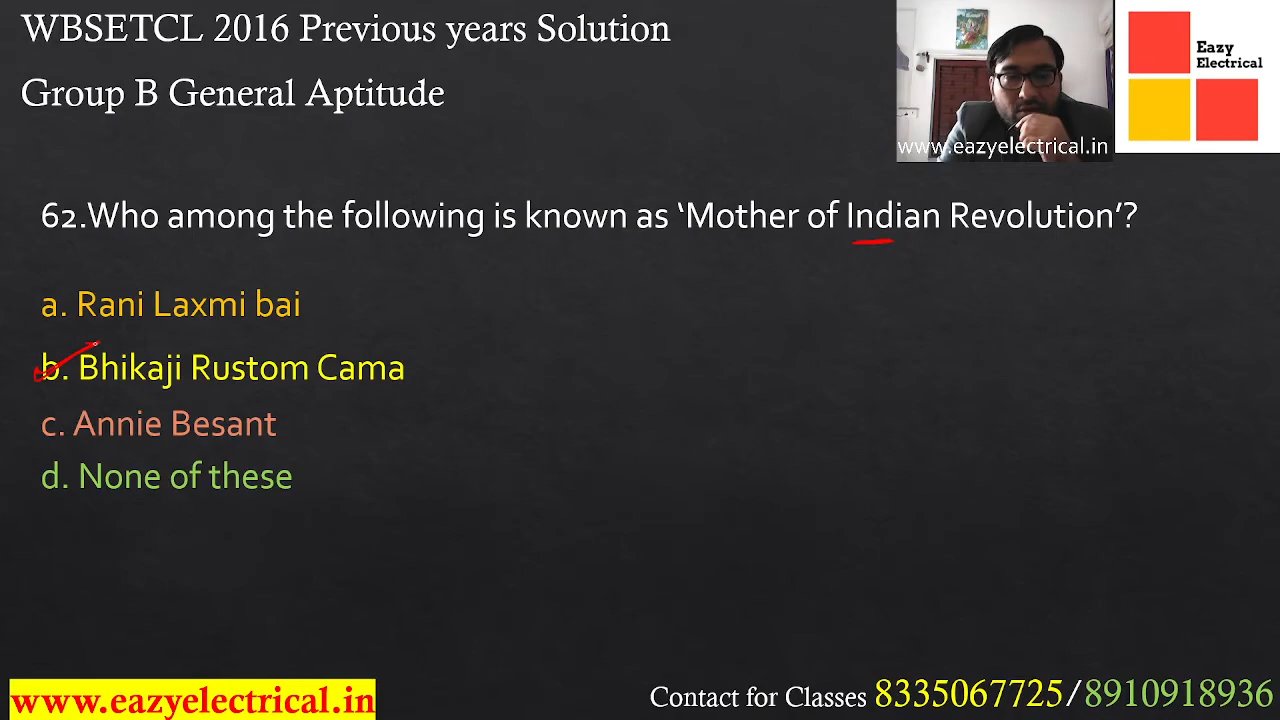 WBSETCL 2016 Previous years Solution
Group B General Aptitude
Eazy
Electrical
www.eazyelectrical.in
62.Who among the following is known as ‘Mother of Indian Revolution’?
a. Rani Laxmi bai
b. Bhikaji Rustom Cama
c. Annie Besant
d. None of these
www.eazyelectrical.in
Contact for Classes 8335067725/8910918936